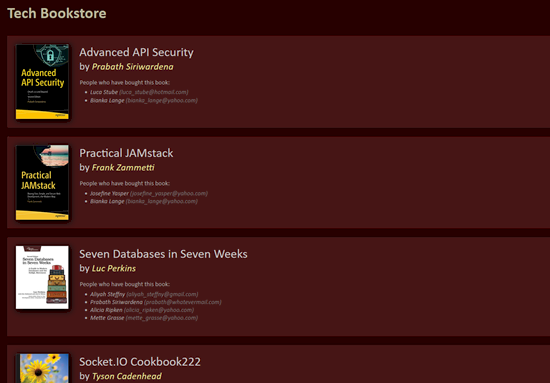 Tech Bookstore
Advanced
API Security
Advanced API Security
by Prabath Siriwardena
People who have bought this book:
Luca Stube (luca_stube@hotmail.com)
Bianka Lange (bianka_lange@yahoo.com)
Practical
JAMstack
Practical JAMstack
by Frank Zammetti
People who have bought this book:
Josefine Yasper (josefine_yasper@yahoo.com)
Bianka Lange (bianka_lange@yahoo.com)
Seven Databases
in Seven Weeks
Seven Databases in Seven Weeks
by Luc Perkins
People who have bought this book:
Aliyah Steffny (aliyah_steffny@gmail.com)
Prabath Siriwardena (prabath@whatevermail.com)
Alicia Ripken (alicia_ripken@yahoo.com)
Mette Grosse (mette_grosse@yahoo.com)
Socket.IO Cookbook222
by Tyson Cadenhead